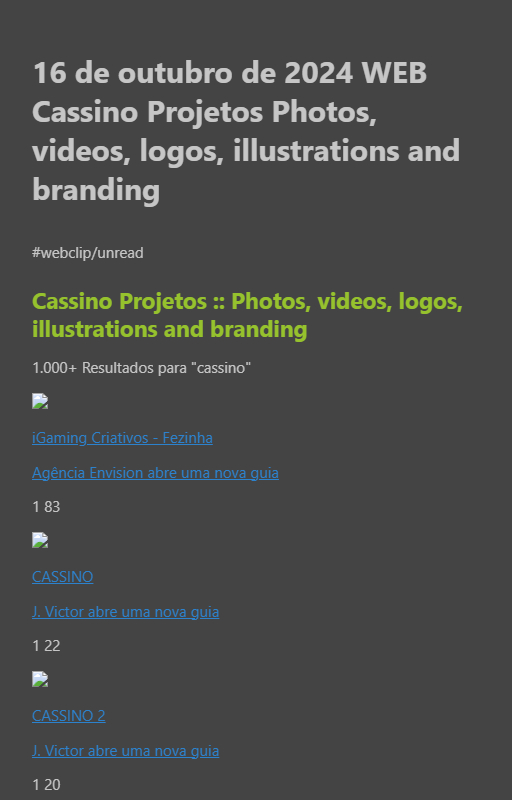 16 de outubro de 2024 WEB
Cassino Projetos Photos,
videos, logos, illustrations and
branding
#webclip/unread
Cassino Projetos :: Photos, videos, logos,
illustrations and branding
1.000+ Resultados para "cassino"
iGaming Criativos - Fezinha
Agência Envision abre uma nova guia
1 83
CASSINO
J. Victor abre uma nova guia
1 22
CASSINO 2
J. Victor abre uma nova guia
1 20